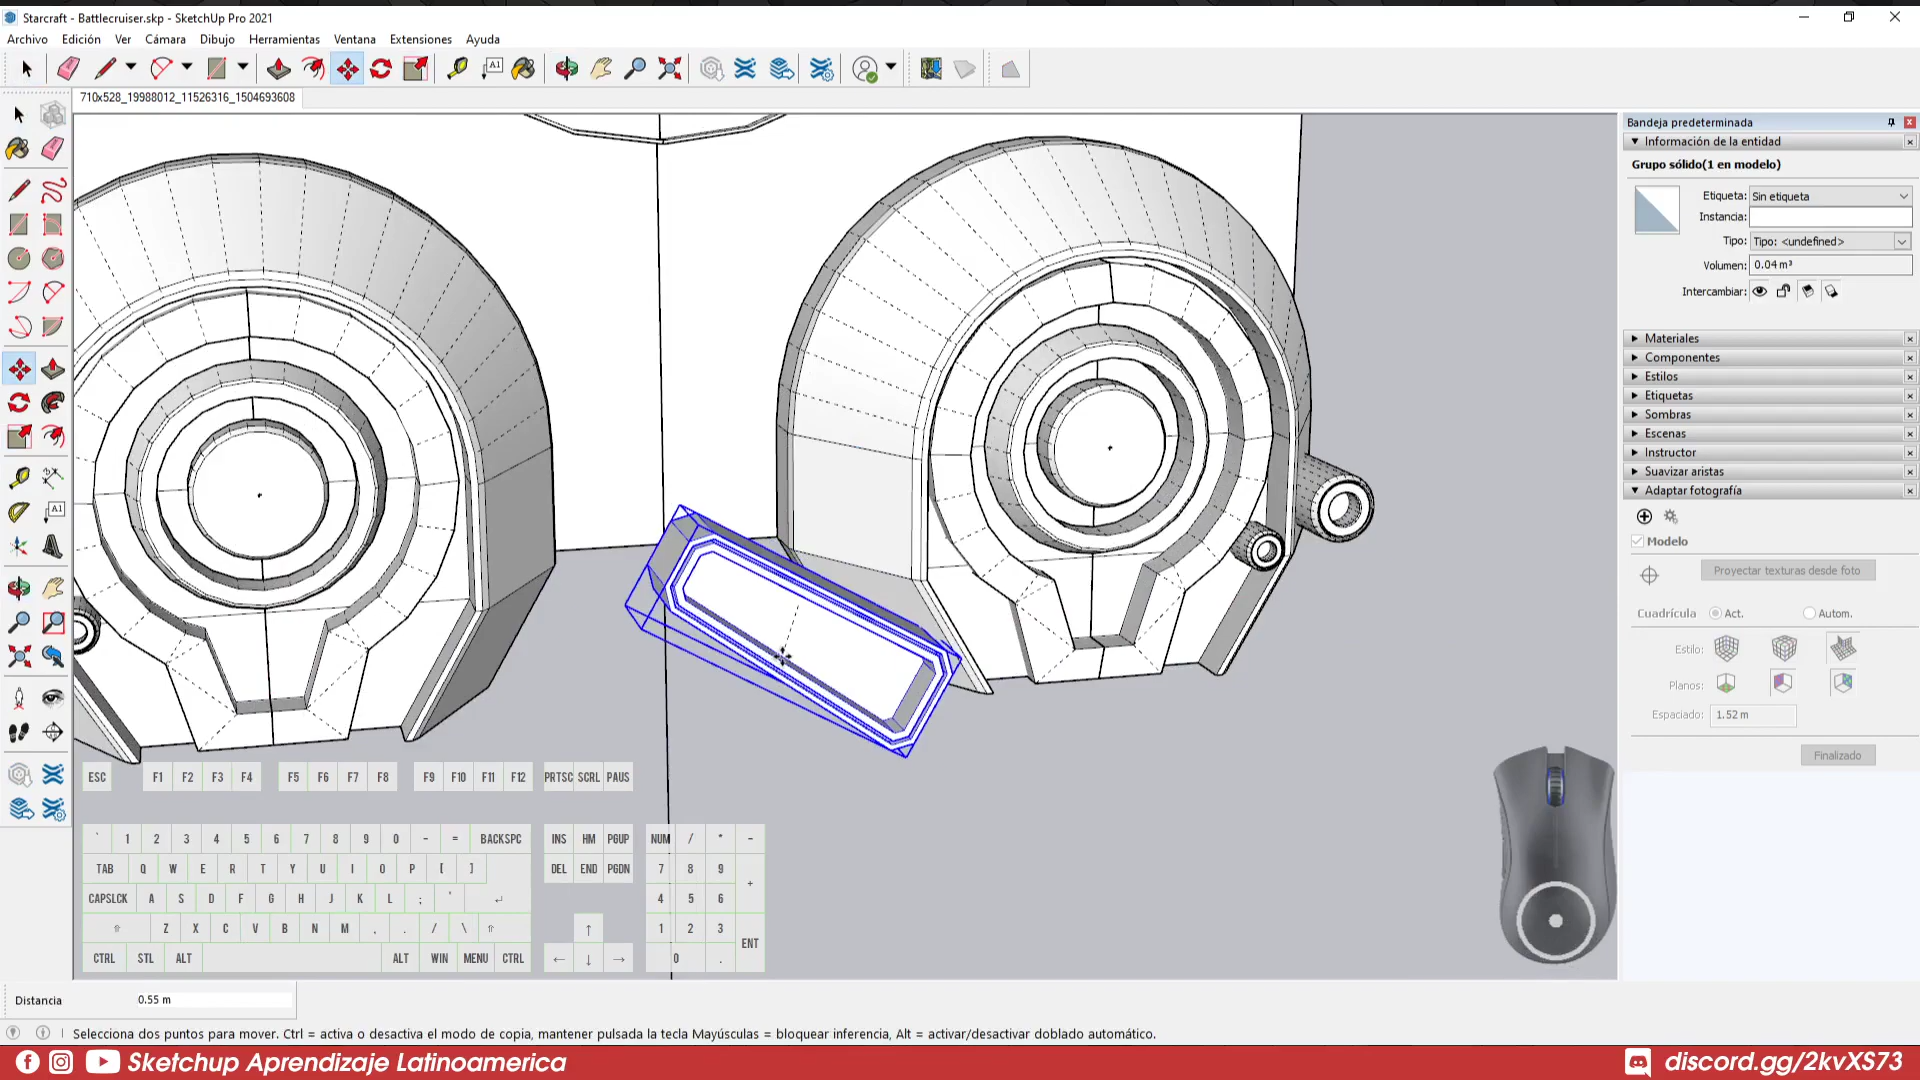 Starcraft - Battlecruiser.skp - SketchUp Pro 2021
Archivo Edición Ver Cámara Dibujo Herramientas Ventana Extensiones Ayuda
710x528_19988012_11526316_1504693608
Bandeja predeterminada
Información de la entidad
Grupo sólido(1 en modelo)
Etiqueta: Sin etiqueta
Instancia:
Tipo: Tipo: <undefined>
Volumen: 0.04 m³
Intercambiar:
Materiales
Componentes
Estilos
Etiquetas
Sombras
Escenas
Instructor
Suavizar aristas
Adaptar fotografía
Modelo
Proyectar texturas desde foto
Cuadrícula Act. Autom.
Estilo:
Planos:
Espaciado: 1.52 m
Finalizado
ESC F1 F2 F3 F4 F5 F6 F7 F8 F9 F10 F11 F12 PRTSC SCRL PAUS
` 1 2 3 4 5 6 7 8 9 0 - = BACKSPC INS HM PGUP NUM / * -
TAB Q W E R T Y U I O P [ ] DEL END PGDN 7 8 9 +
CAPSLCK A S D F G H J K L ; ' ↵ 4 5 6
⇧ Z X C V B N M , . / \ ⇧ ↑ 1 2 3 ENT
CTRL STL ALT ALT WIN MENU CTRL ← ↓ → 0 .
Distancia 0.55 m
Selecciona dos puntos para mover. Ctrl = activa o desactiva el modo de copia, mantener pulsada la tecla Mayúsculas = bloquear inferencia, Alt = activar/desactivar doblado automático.
Sketchup Aprendizaje Latinoamerica
discord.gg/2kvXS73